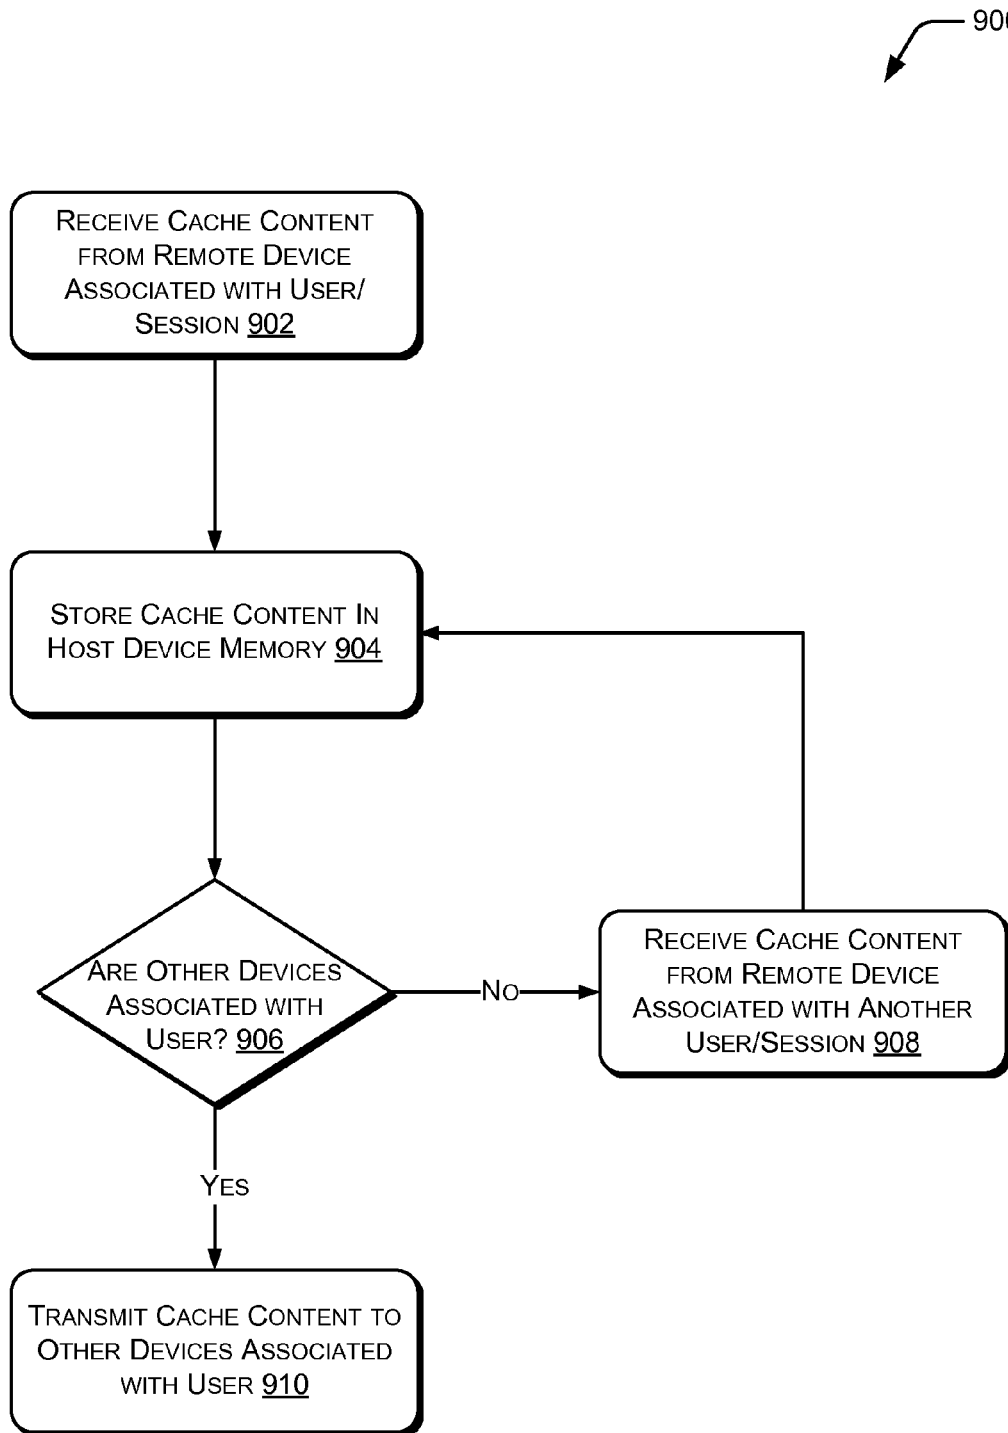 900
RECEIVE CACHE CONTENT
FROM REMOTE DEVICE
ASSOCIATED WITH USER/
SESSION 902
STORE CACHE CONTENT IN
HOST DEVICE MEMORY 904
ARE OTHER DEVICES
ASSOCIATED WITH
USER? 906
NO
RECEIVE CACHE CONTENT
FROM REMOTE DEVICE
ASSOCIATED WITH ANOTHER
USER/SESSION 908
YES
TRANSMIT CACHE CONTENT TO
OTHER DEVICES ASSOCIATED
WITH USER 910